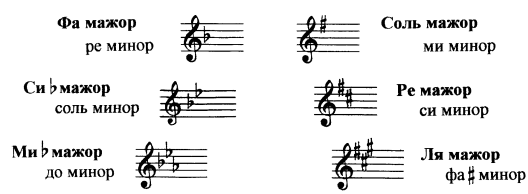 Фа мажор
ре минор
Соль мажор
ми минор
Си ♭ мажор
соль минор
Ре мажор
си минор
Ми ♭ мажор
до минор
Ля мажор
фа ♯ минор